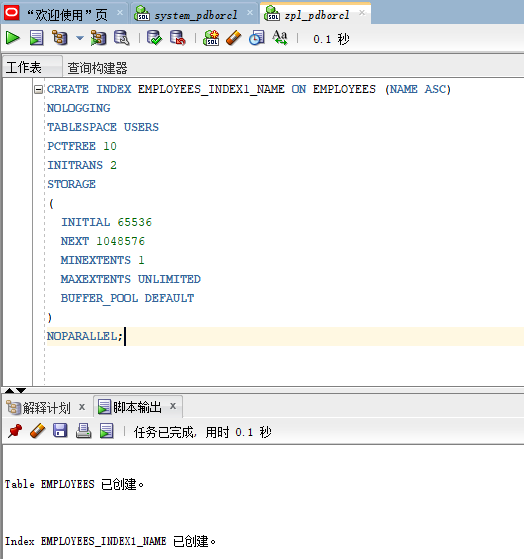 “欢迎使用”页 system_pdborcl zpl_pdborcl
0.1 秒
工作表 查询构建器
CREATE INDEX EMPLOYEES_INDEX1_NAME ON EMPLOYEES (NAME ASC)
NOLOGGING
TABLESPACE USERS
PCTFREE 10
INITRANS 2
STORAGE
(
INITIAL 65536
NEXT 1048576
MINEXTENTS 1
MAXEXTENTS UNLIMITED
BUFFER_POOL DEFAULT
)
NOPARALLEL;
解释计划 x 脚本输出 x
任务已完成, 用时 0.1 秒
Table EMPLOYEES 已创建。
Index EMPLOYEES_INDEX1_NAME 已创建。